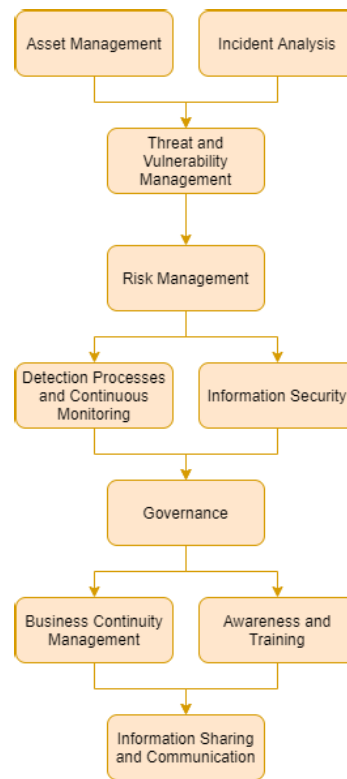 Asset Management
Incident Analysis
Threat and
Vulnerability
Management
Risk Management
Detection Processes
and Continuous
Monitoring
Information Security
Governance
Business Continuity
Management
Awareness and
Training
Information Sharing
and Communication